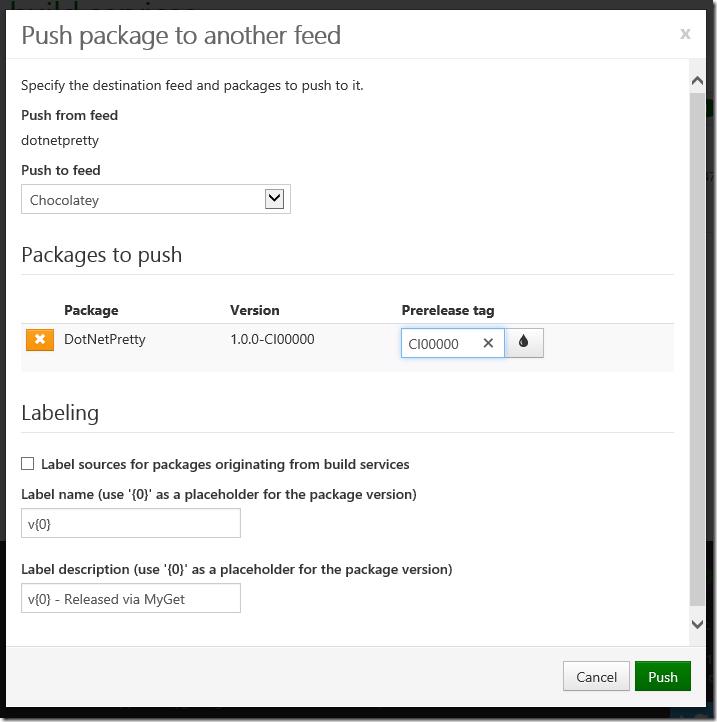 Push package to another feed
x
Specify the destination feed and packages to push to it.
Push from feed
dotnetpretty
Push to feed
Chocolatey
Packages to push
Package Version Prerelease tag
DotNetPretty 1.0.0-CI00000 CI00000
Labeling
Label sources for packages originating from build services
Label name (use '{0}' as a placeholder for the package version)
v{0}
Label description (use '{0}' as a placeholder for the package version)
v{0} - Released via MyGet
Cancel Push